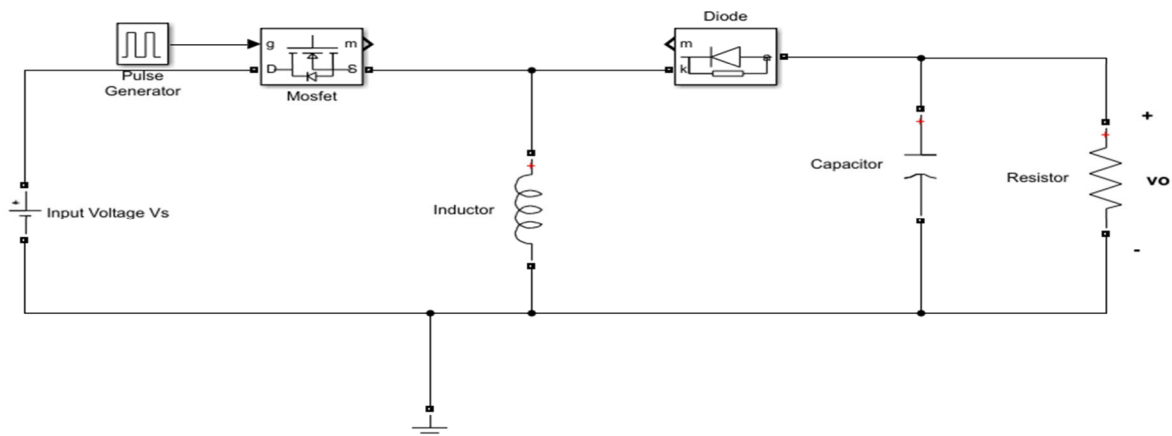 Diode
g
m
D
S
Pulse
Generator
Mosfet
m
k
a
Input Voltage Vs
Inductor
Capacitor
Resistor
+
vo
-